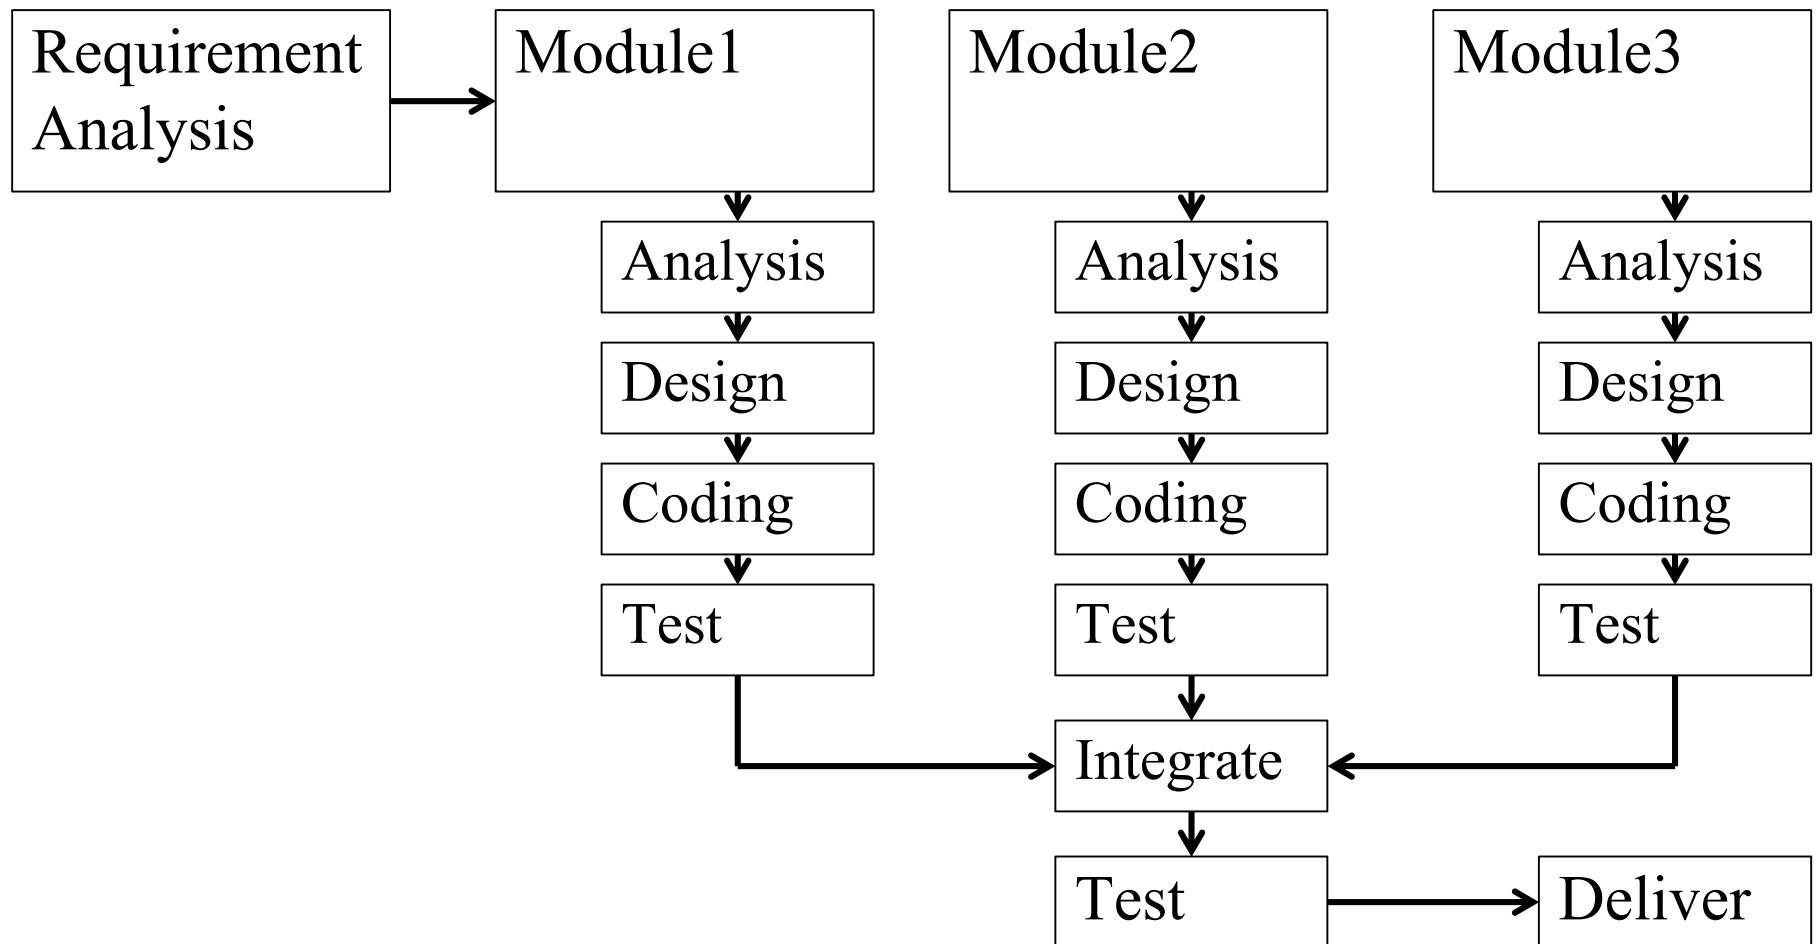 Requirement
Analysis
Module1
Module2
Module3
Analysis
Analysis
Analysis
Design
Design
Design
Coding
Coding
Coding
Test
Test
Test
Integrate
Test
Deliver